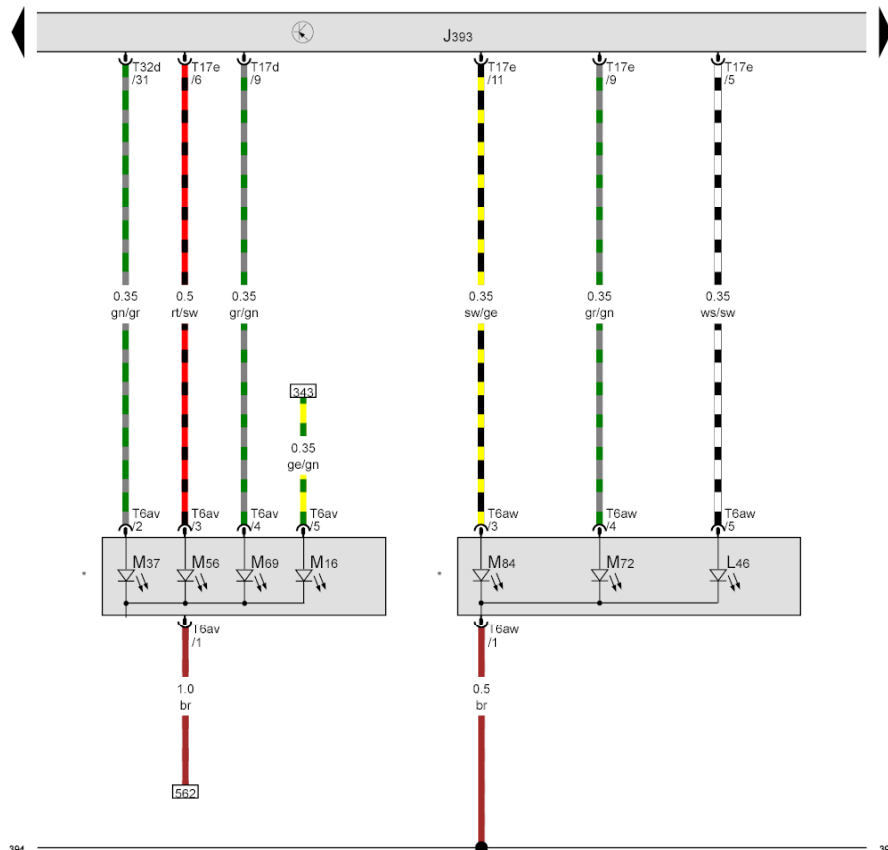 J393
T32d
/31
T17e
/6
T17d
/9
T17e
/11
T17e
/9
T17e
/5
0.35
gn/gr
0.5
rt/sw
0.35
gr/gn
0.35
sw/ge
0.35
gr/gn
0.35
ws/sw
343
0.35
ge/gn
T6av
/2
T6av
/3
T6av
/4
T6av
/5
T6aw
/3
T6aw
/4
T6aw
/5
M37
M56
M69
M16
M84
M72
L46
T6av
/1
T6aw
/1
1.0
br
0.5
br
562